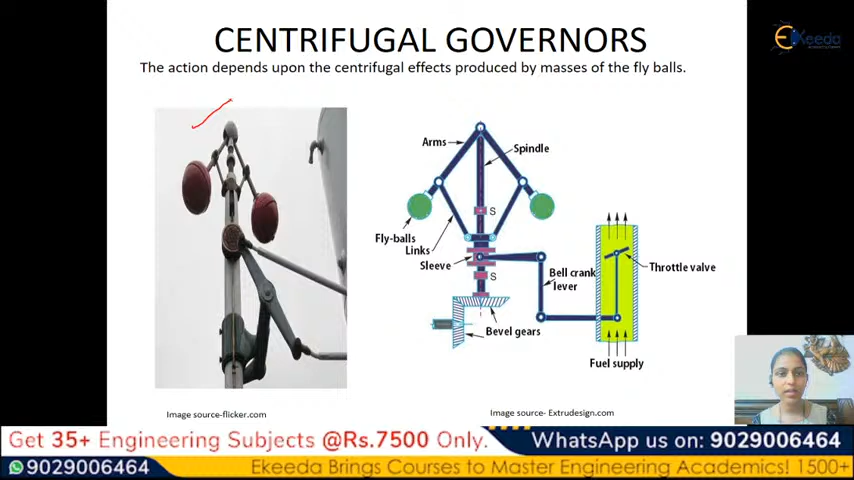 CENTRIFUGAL GOVERNORS
The action depends upon the centrifugal effects produced by masses of the fly balls.
Ekeeda
Arms
Spindle
S
Fly-balls
Links
Sleeve
S
Bell crank
lever
Throttle valve
Bevel gears
Fuel supply
Image source-flicker.com
Image source- Extrudesign.com
Get 35+ Engineering Subjects @Rs.7500 Only.
WhatsApp us on: 9029006464
9029006464
Ekeeda Brings Courses to Master Engineering Academics! 1500+